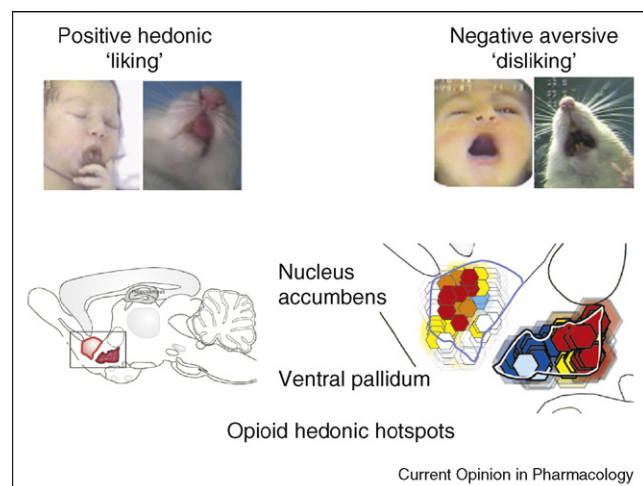 Positive hedonic
'liking'
Negative aversive
'disliking'
Nucleus
accumbens
Ventral pallidum
Opioid hedonic hotspots
Current Opinion in Pharmacology